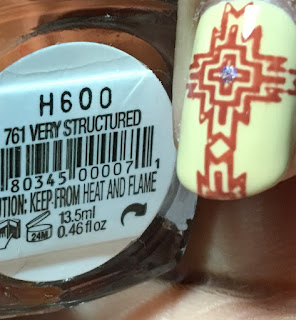 H600
761 VERY STRUCTURED
80345 00007 1
UTION: KEEP FROM HEAT AND FLAME
24M
13.5ml
0.46 fl oz